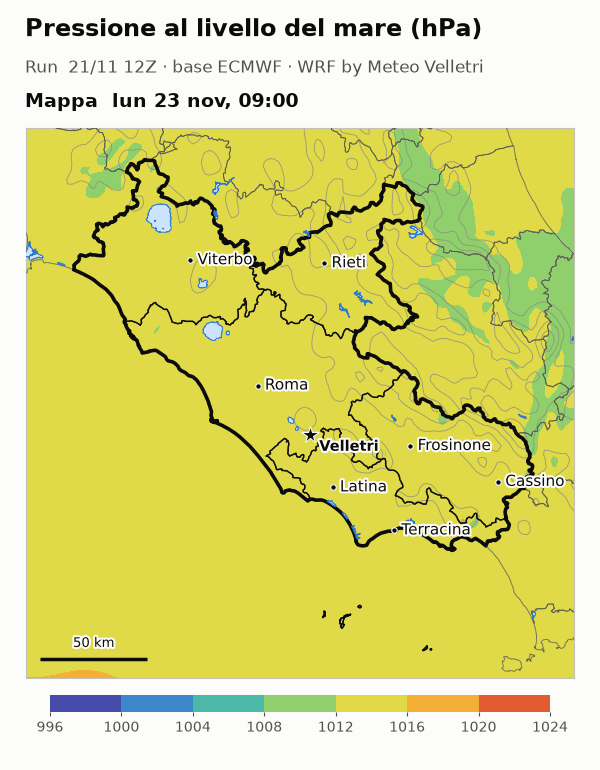 Pressione al livello del mare (hPa)
Run  21/11 12Z · base ECMWF · WRF by Meteo Velletri
Mappa  lun 23 nov, 09:00
Viterbo
Rieti
Roma
Velletri
Frosinone
Latina
Cassino
Terracina
50 km
996 1000 1004 1008 1012 1016 1020 1024